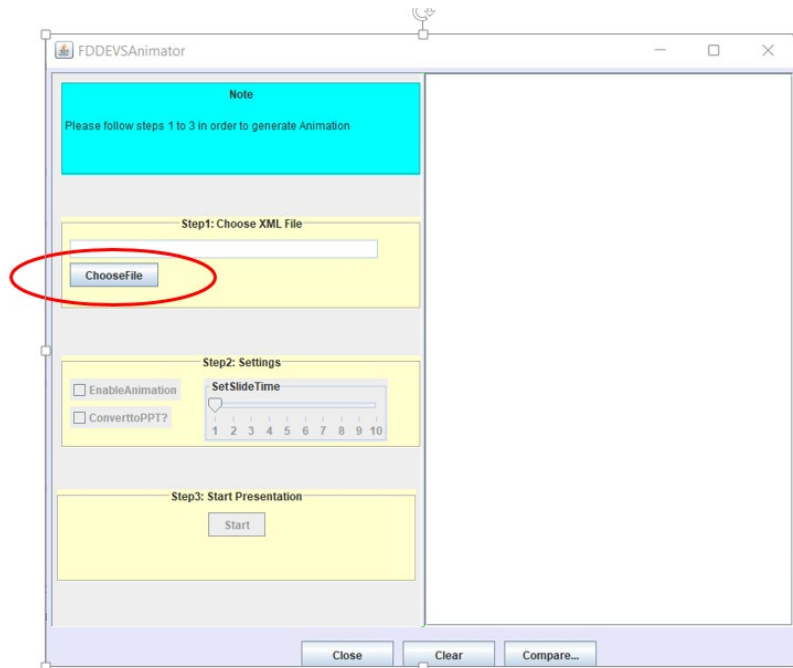 FDDEVSAnimator
Note
Please follow steps 1 to 3 in order to generate Animation
Step1: Choose XML File
ChooseFile
Step2: Settings
EnableAnimation
ConverttoPPT?
SetSlideTime
1 2 3 4 5 6 7 8 9 10
Step3: Start Presentation
Start
Close Clear Compare...